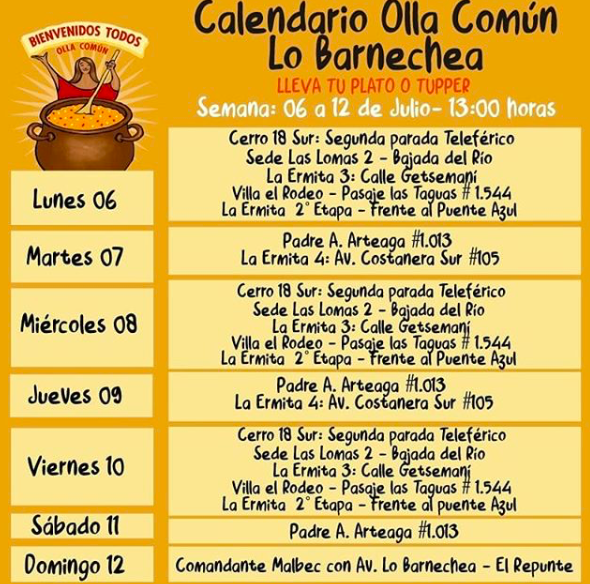 BIENVENIDOS TODOS
OLLA COMÚN
Calendario Olla Común
Lo Barnechea
LLEVA TU PLATO O TUPPER
Semana: 06 a 12 de Julio- 13:00 horas
Lunes 06
Cerro 18 Sur: Segunda parada Teleférico
Sede Las Lomas 2 - Bajada del Río
La Ermita 3: Calle Getsemaní
Villa el Rodeo - Pasaje las Taguas # 1.544
La Ermita 2° Etapa - frente al Puente Azul
Martes 07
Padre A. Arteaga #1.013
La Ermita 4: Av. Costanera Sur #105
Miércoles 08
Cerro 18 Sur: Segunda parada Teleférico
Sede Las Lomas 2 - Bajada del Río
La Ermita 3: Calle Getsemaní
Villa el Rodeo - Pasaje las Taguas # 1.544
La Ermita 2° Etapa - frente al Puente Azul
Jueves 09
Padre A. Arteaga #1.013
La Ermita 4: Av. Costanera Sur #105
Viernes 10
Cerro 18 Sur: Segunda parada Teleférico
Sede Las Lomas 2 - Bajada del Río
La Ermita 3: Calle Getsemaní
Villa el Rodeo - Pasaje las Taguas # 1.544
La Ermita 2° Etapa - frente al puente Azul
Sábado 11
Padre A. Arteaga #1.013
Domingo 12
Comandante Malbec con Av. Lo Barnechea - El Repunte